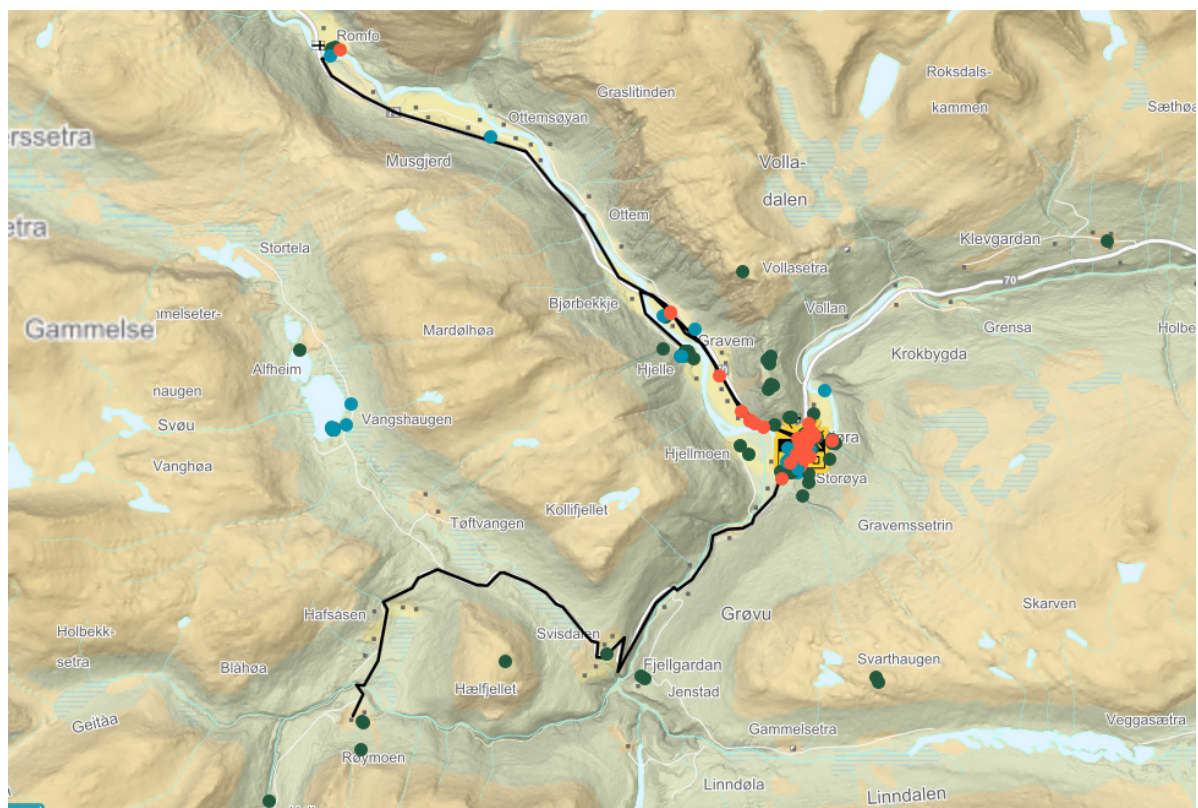 Romfo
Graslitinden
Roksdals-
kammen
Sæthøa
Ottemsøyan
erssetra
Musgjerd
Volla-
dalen
etra
Ottem
Stortela
Klevgardan
Vollasetra
70
Bjørbekkje
Vollan
mmelseter-
Gammelse
Mardølhøa
Grensa
Holbe
Gravem
Krokbygda
Alfheim
Hjelle
naugen
Svøu
Vangshaugen
Vanghøa
Hjellmoen
øra
Storøya
Kollifjellet
Tøftvangen
Gravemssetrin
Hafsåsen
Grøvu
Skarven
Holbekk-
setra
Svisdalen
Blåhøa
Fjellgardan
Svarthaugen
Hælfjellet
Jenstad
Geitåa
Gammelsetra
Veggasætra
Røymoen
Linndøla
Linndalen